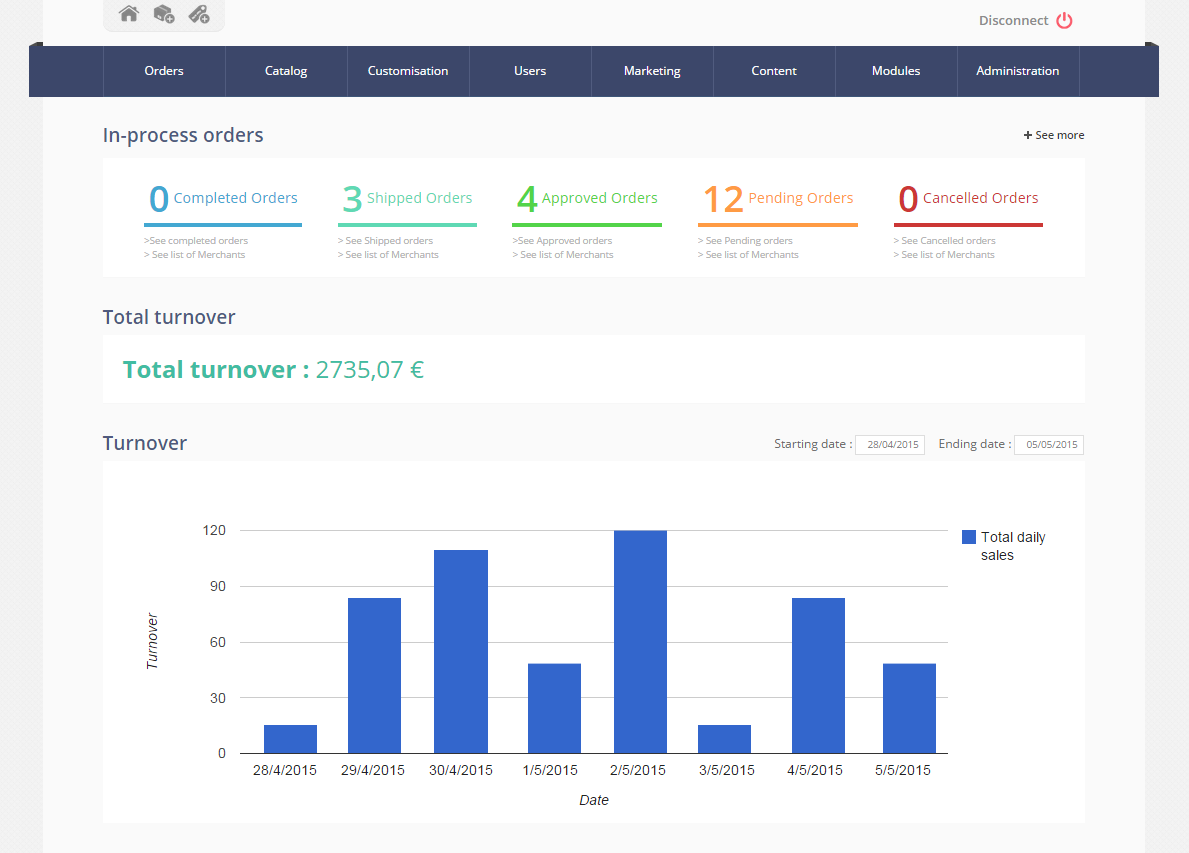 Disconnect
Orders Catalog Customisation Users Marketing Content Modules Administration
In-process orders
+ See more
0 Completed Orders
>See completed orders
> See list of Merchants
3 Shipped Orders
> See Shipped orders
> See list of Merchants
4 Approved Orders
>See Approved orders
> See list of Merchants
12 Pending Orders
> See Pending orders
> See list of Merchants
0 Cancelled Orders
> See Cancelled orders
> See list of Merchants
Total turnover
Total turnover : 2735,07 €
Turnover
Starting date : 28/04/2015 Ending date : 05/05/2015
120
90
60
30
0
Turnover
Total daily
sales
28/4/2015 29/4/2015 30/4/2015 1/5/2015 2/5/2015 3/5/2015 4/5/2015 5/5/2015
Date